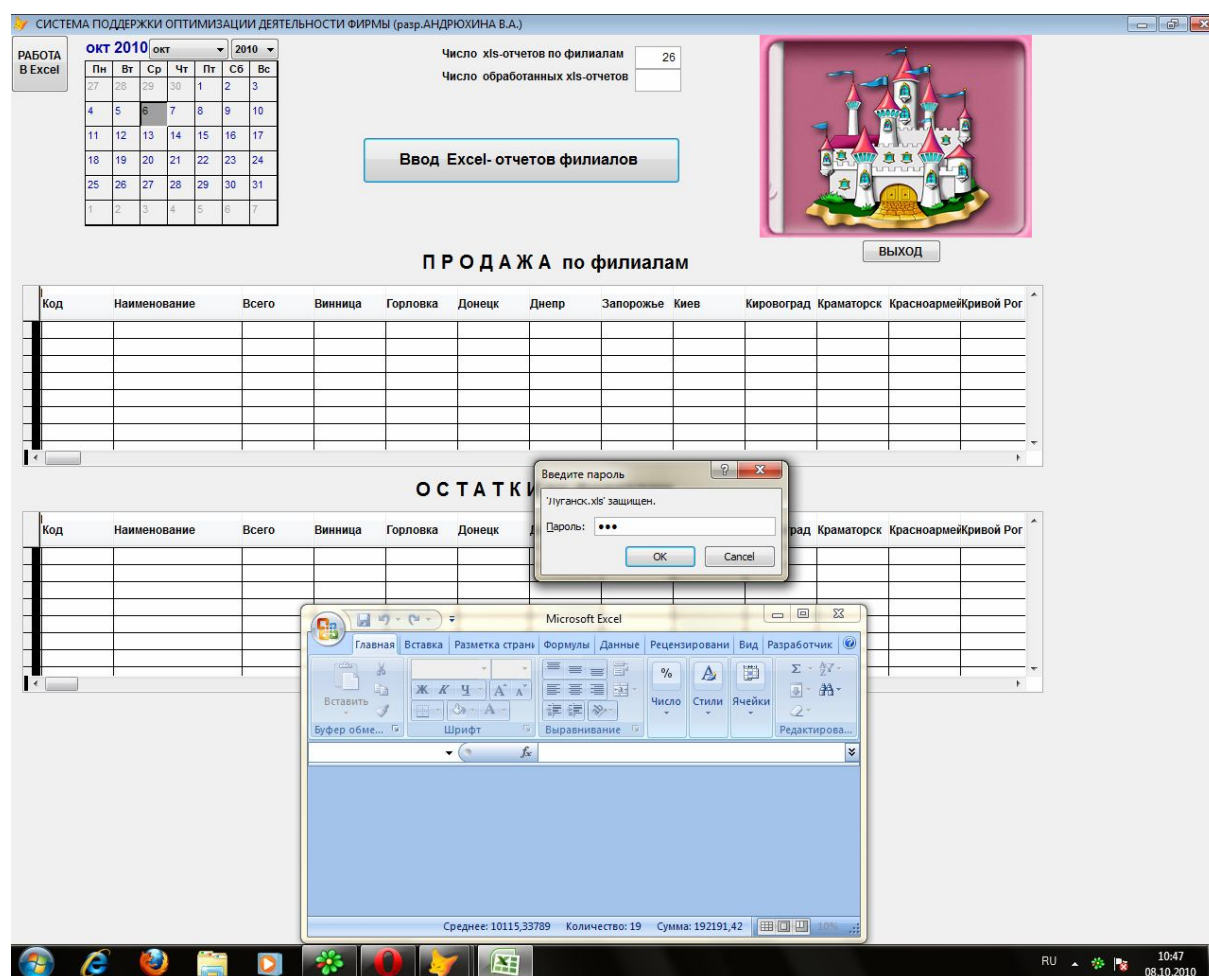 СИСТЕМА ПОДДЕРЖКИ ОПТИМИЗАЦИИ ДЕЯТЕЛЬНОСТИ ФИРМЫ (разр.АНДРЮХИНА В.А.)
РАБОТА
В Excel
окт 2010 окт 2010
Пн Вт Ср Чт Пт Сб Вс
27 28 29 30 1 2 3
4 5 6 7 8 9 10
11 12 13 14 15 16 17
18 19 20 21 22 23 24
25 26 27 28 29 30 31
1 2 3 4 5 6 7
Число xls-отчетов по филиалам 26
Число обработанных xls-отчетов
Ввод Excel- отчетов филиалов
ВЫХОД
П Р О Д А Ж А по филиалам
Код Наименование Всего Винница Горловка Донецк Днепр Запорожье Киев Кировоград Краматорск Красноармей Кривой Рог
Введите пароль
'Луганск.xls' защищен.
Пароль: •••
OK Cancel
О С Т А Т К
Код Наименование Всего Винница Горловка Донецк рад Краматорск Красноармей Кривой Рог
Microsoft Excel
Главная Вставка Разметка страни Формулы Данные Рецензировани Вид Разработчик
Вставить Ж К Ч A A % Число Стили Ячейки Σ
Буфер обме... Шрифт Выравнивание Редактирова...
fx
Среднее: 10115,33789 Количество: 19 Сумма: 192191,42 10%
RU 10:47
08.10.2010